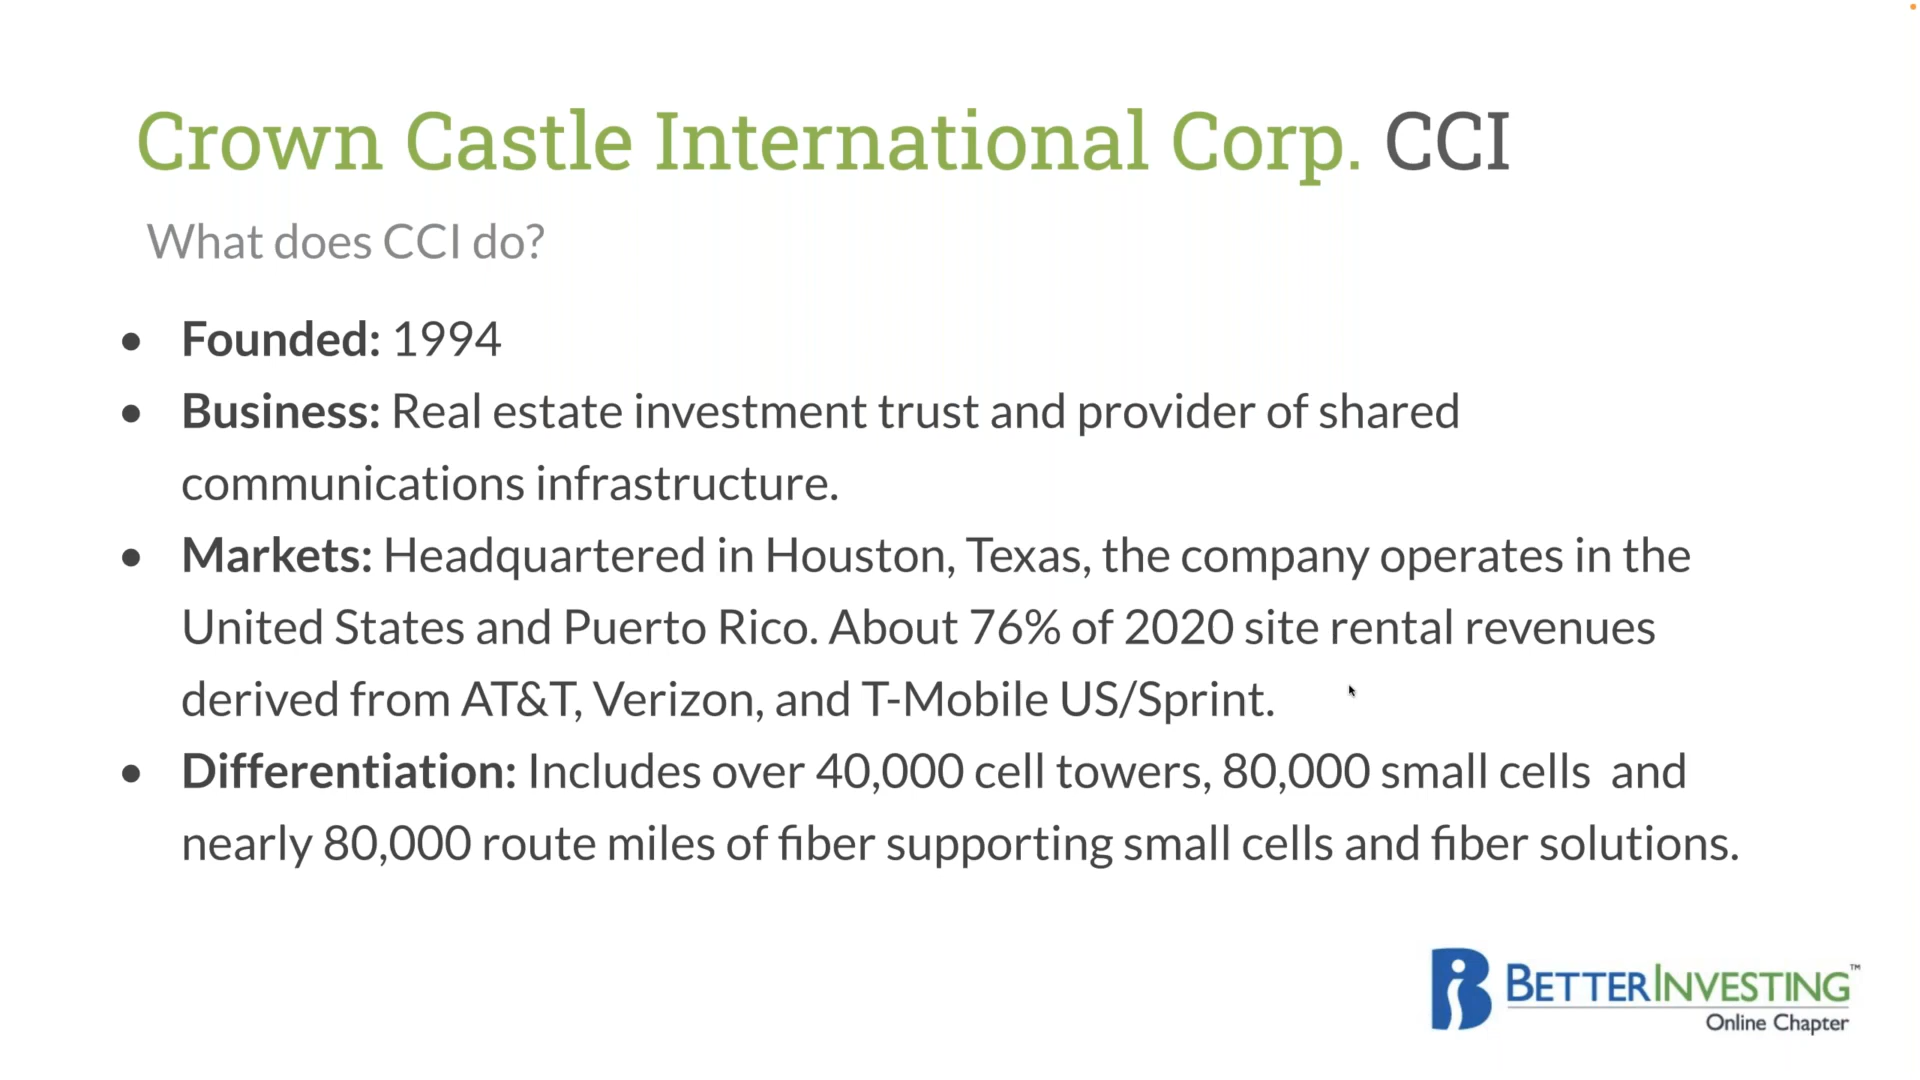 Crown Castle International Corp. CCI
What does CCI do?
• Founded: 1994
• Business: Real estate investment trust and provider of shared
communications infrastructure.
• Markets: Headquartered in Houston, Texas, the company operates in the
United States and Puerto Rico. About 76% of 2020 site rental revenues
derived from AT&T, Verizon, and T-Mobile US/Sprint.
• Differentiation: Includes over 40,000 cell towers, 80,000 small cells  and
nearly 80,000 route miles of fiber supporting small cells and fiber solutions.
BETTERINVESTING™
Online Chapter